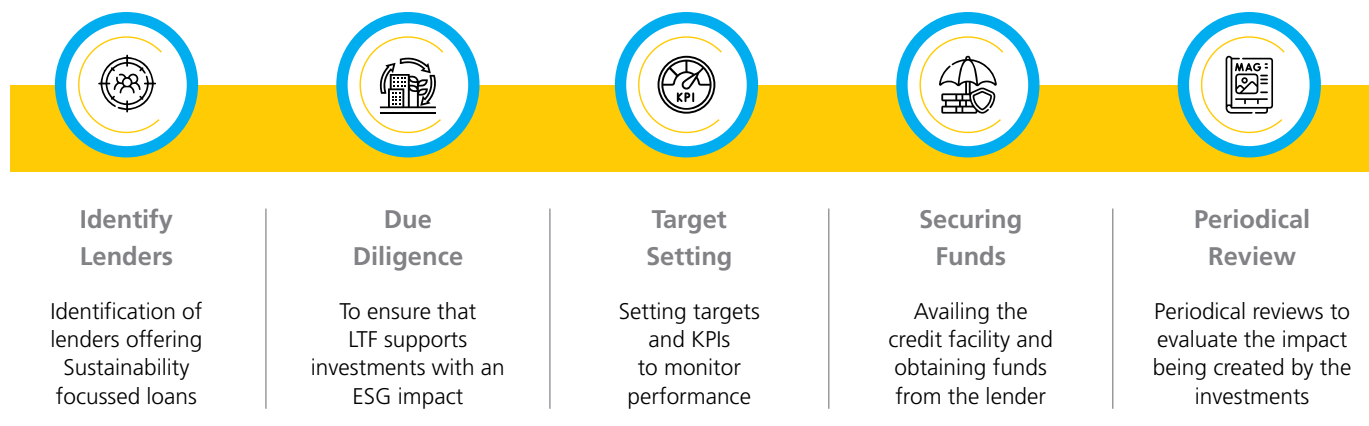 KPI
MAG
Identify
Lenders
Identification of
lenders offering
Sustainability
focussed loans
Due
Diligence
To ensure that
LTF supports
investments with an
ESG impact
Target
Setting
Setting targets
and KPIs
to monitor
performance
Securing
Funds
Availing the
credit facility and
obtaining funds
from the lender
Periodical
Review
Periodical reviews to
evaluate the impact
being created by the
investments